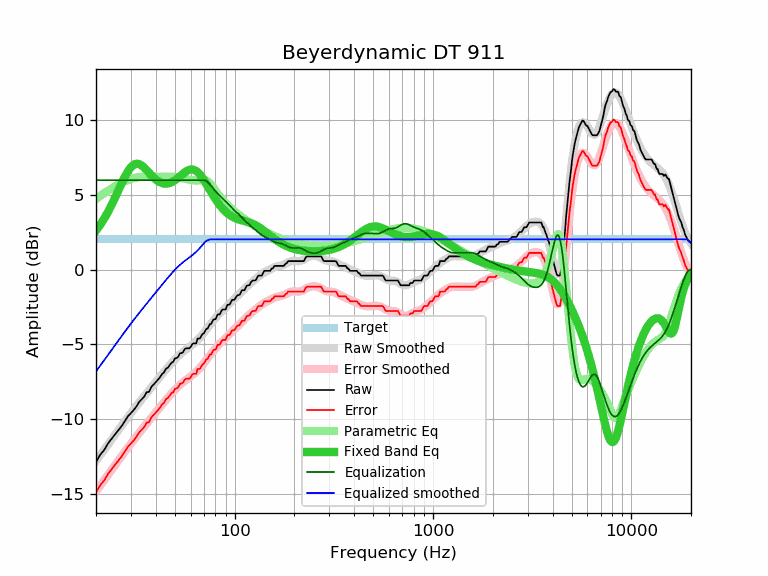 Beyerdynamic DT 911
Amplitude (dBr)
10
5
0
−5
−10
−15
Target
Raw Smoothed
Error Smoothed
Raw
Error
Parametric Eq
Fixed Band Eq
Equalization
Equalized smoothed
100
1000
10000
Frequency (Hz)